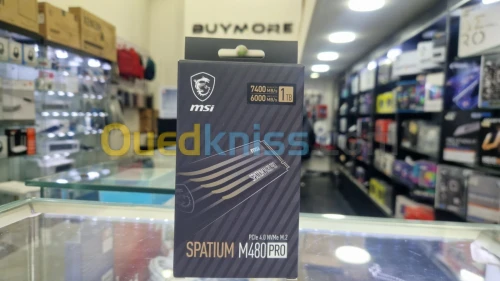 BUYMORE
7400 MB/s
6000 MB/s
1TB
msi
Ouedkniss
PCIe 4.0 NVMe M.2
SPATIUM M480 PRO